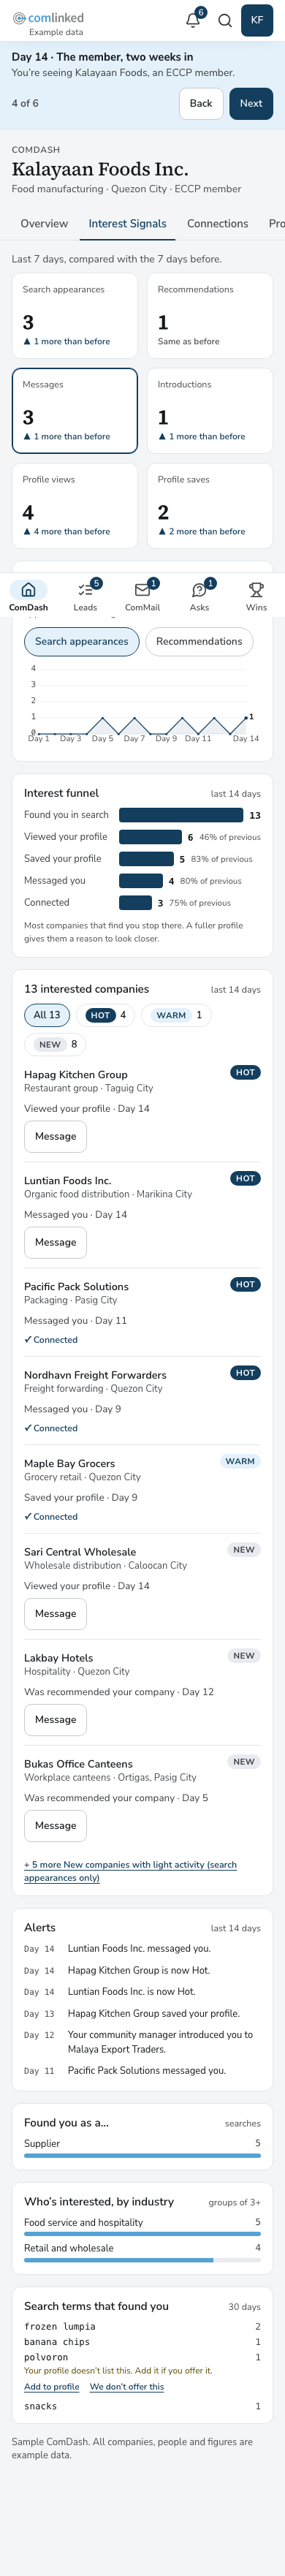 comlinked
Example data
6
KF
Day 14 · The member, two weeks in
You're seeing Kalayaan Foods, an ECCP member.
4 of 6
Back
Next
COMDASH
Kalayaan Foods Inc.
Food manufacturing · Quezon City · ECCP member
Overview
Interest Signals
Connections
Pro
Last 7 days, compared with the 7 days before.
Search appearances
3
▲ 1 more than before
Recommendations
1
Same as before
Messages
3
▲ 1 more than before
Introductions
1
▲ 1 more than before
Profile views
4
▲ 4 more than before
Profile saves
2
▲ 2 more than before
ComDash
5
Leads
1
ComMail
1
Asks
Wins
Search appearances
Recommendations
4
3
2
1
0
1
Day 1
Day 3
Day 5
Day 7
Day 9
Day 11
Day 14
Interest funnel
last 14 days
Found you in search
13
Viewed your profile
6 46% of previous
Saved your profile
5 83% of previous
Messaged you
4 80% of previous
Connected
3 75% of previous
Most companies that find you stop there. A fuller profile
gives them a reason to look closer.
13 interested companies
last 14 days
All 13
HOT 4
WARM 1
NEW 8
Hapag Kitchen Group
HOT
Restaurant group · Taguig City
Viewed your profile · Day 14
Message
Luntian Foods Inc.
HOT
Organic food distribution · Marikina City
Messaged you · Day 14
Message
Pacific Pack Solutions
HOT
Packaging · Pasig City
Messaged you · Day 11
✓ Connected
Nordhavn Freight Forwarders
HOT
Freight forwarding · Quezon City
Messaged you · Day 9
✓ Connected
Maple Bay Grocers
WARM
Grocery retail · Quezon City
Saved your profile · Day 9
✓ Connected
Sari Central Wholesale
NEW
Wholesale distribution · Caloocan City
Viewed your profile · Day 14
Message
Lakbay Hotels
NEW
Hospitality · Quezon City
Was recommended your company · Day 12
Message
Bukas Office Canteens
NEW
Workplace canteens · Ortigas, Pasig City
Was recommended your company · Day 5
Message
+ 5 more New companies with light activity (search
appearances only)
Alerts
last 14 days
Day 14 Luntian Foods Inc. messaged you.
Day 14 Hapag Kitchen Group is now Hot.
Day 14 Luntian Foods Inc. is now Hot.
Day 13 Hapag Kitchen Group saved your profile.
Day 12 Your community manager introduced you to
Malaya Export Traders.
Day 11 Pacific Pack Solutions messaged you.
Found you as a...
searches
Supplier
5
Who's interested, by industry
groups of 3+
Food service and hospitality
5
Retail and wholesale
4
Search terms that found you
30 days
frozen lumpia
2
banana chips
1
polvoron
1
Your profile doesn't list this. Add it if you offer it.
Add to profile
We don't offer this
snacks
1
Sample ComDash. All companies, people and figures are
example data.